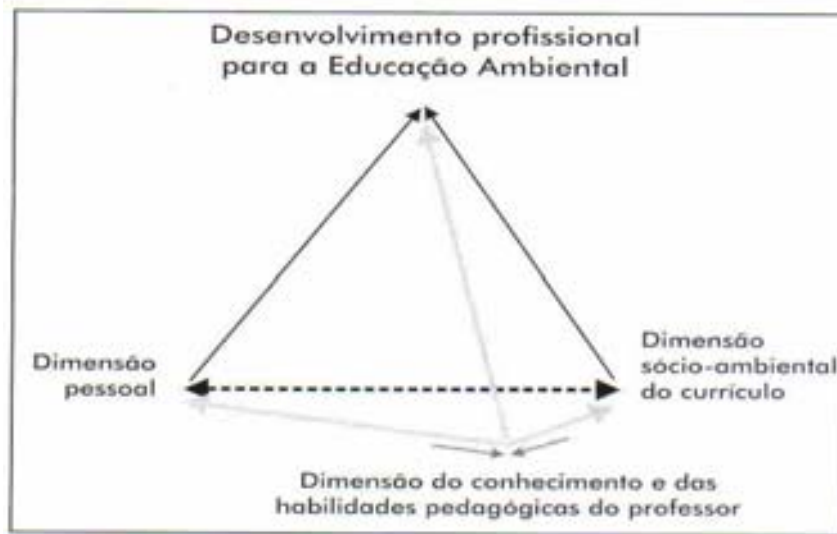 Desenvolvimento profissional
para a Educação Ambiental
Dimensão
pessoal
Dimensão
sócio-ambiental
do currículo
Dimensão do conhecimento e das
habilidades pedagógicas do professor